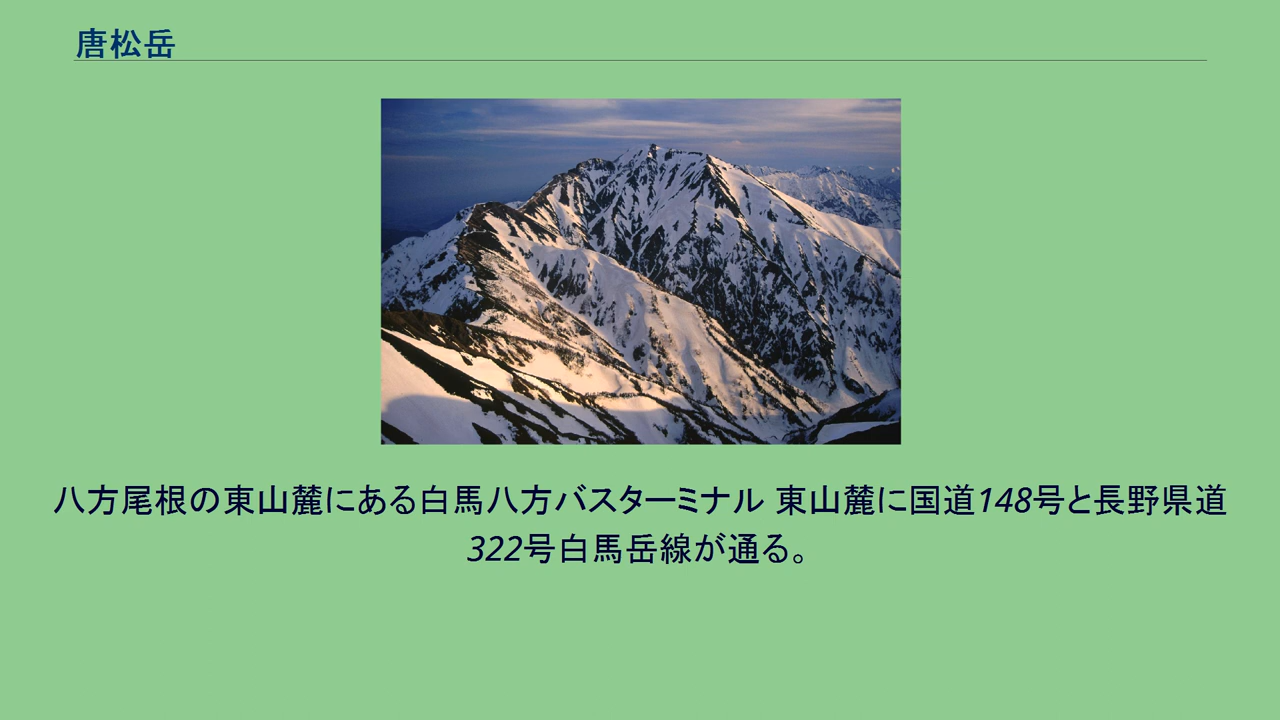 唐松岳
八方尾根の東山麓にある白馬八方バスターミナル 東山麓に国道148号と長野県道
322号白馬岳線が通る。